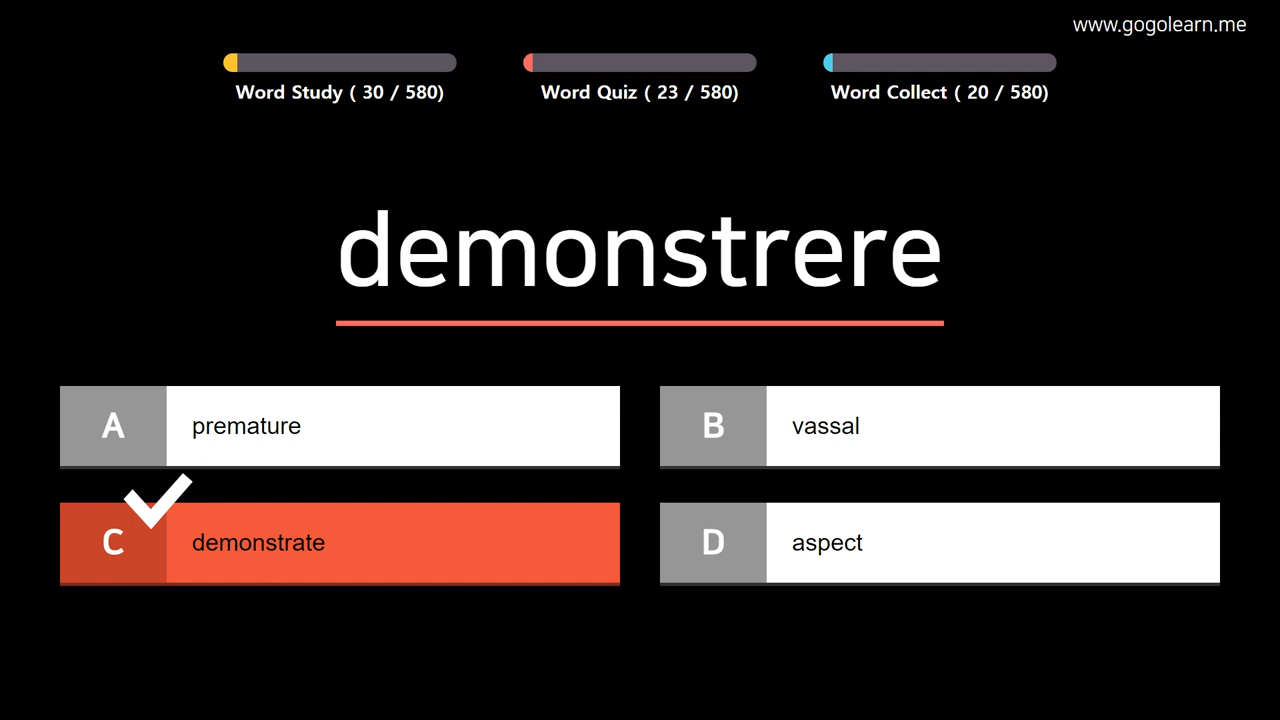 www.gogolearn.me
Word Study ( 30 / 580)
Word Quiz ( 23 / 580)
Word Collect ( 20 / 580)
demonstrere
A premature
B vassal
C demonstrate
D aspect